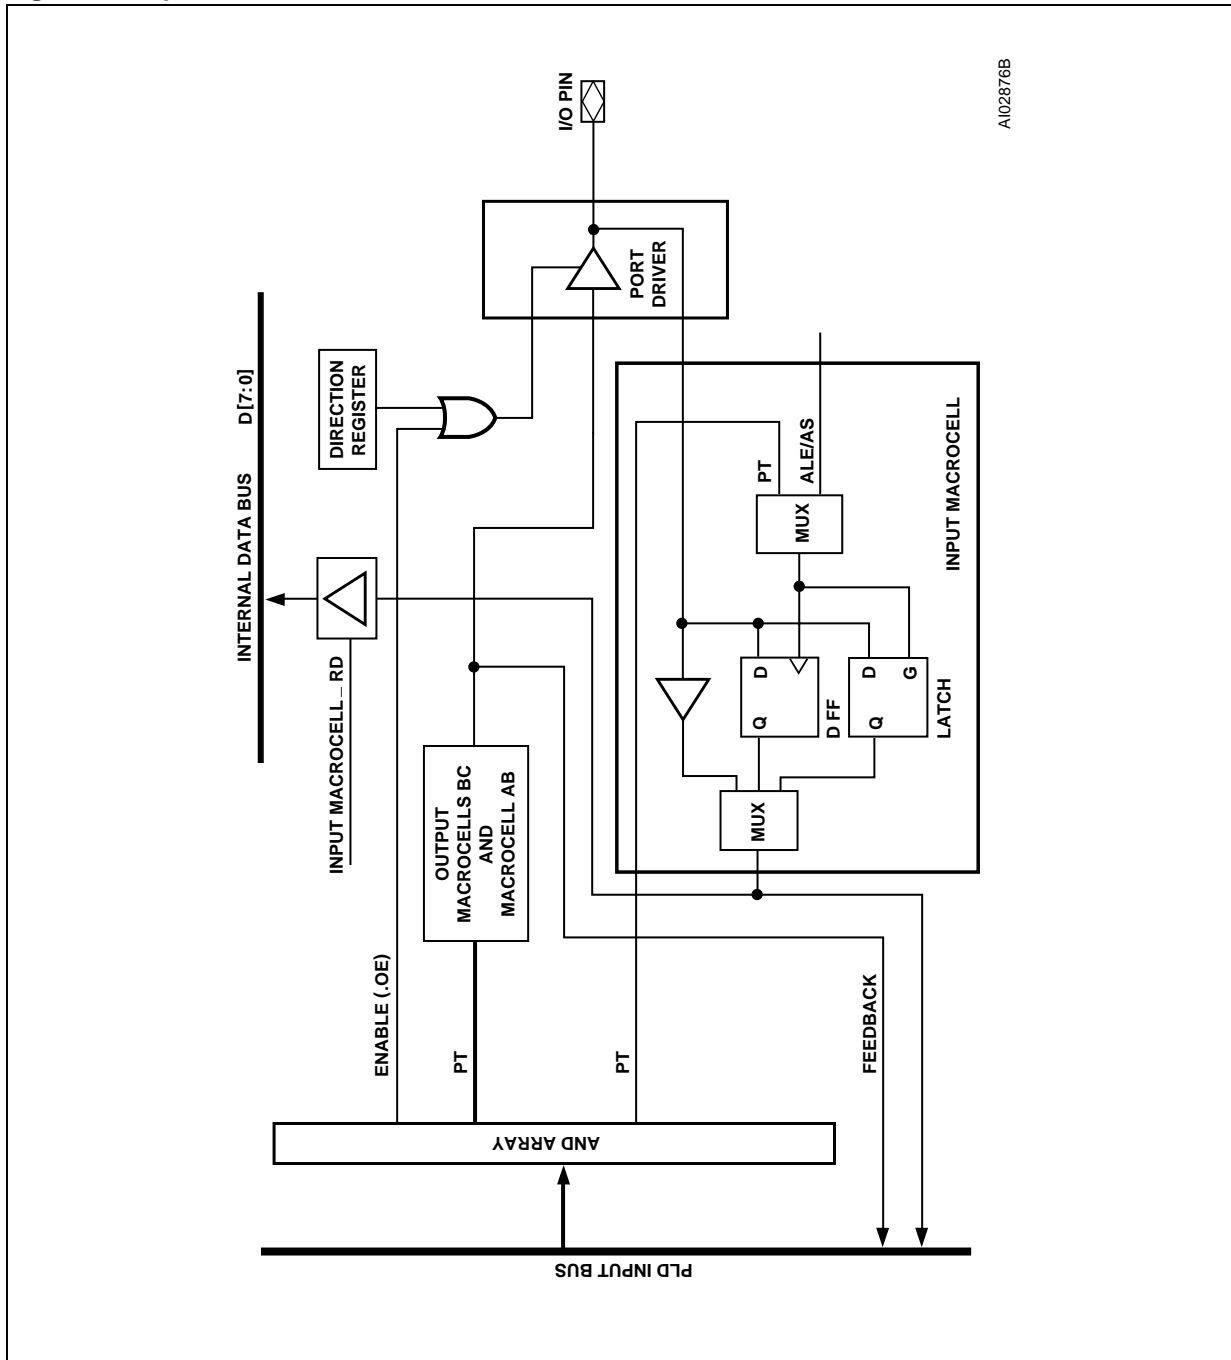 INTERNAL DATA BUS D[7:0]
DIRECTION
REGISTER
I/O PIN
INPUT MACROCELL_RD
OUTPUT
MACROCELLS BC
AND
MACROCELL AB
PORT
DRIVER
ENABLE (.OE)
PT
PT
FEEDBACK
AND ARRAY
PLD INPUT BUS
PT
ALE/AS
MUX
D
Q
D FF
D
G
Q
LATCH
MUX
INPUT MACROCELL
AI02876B